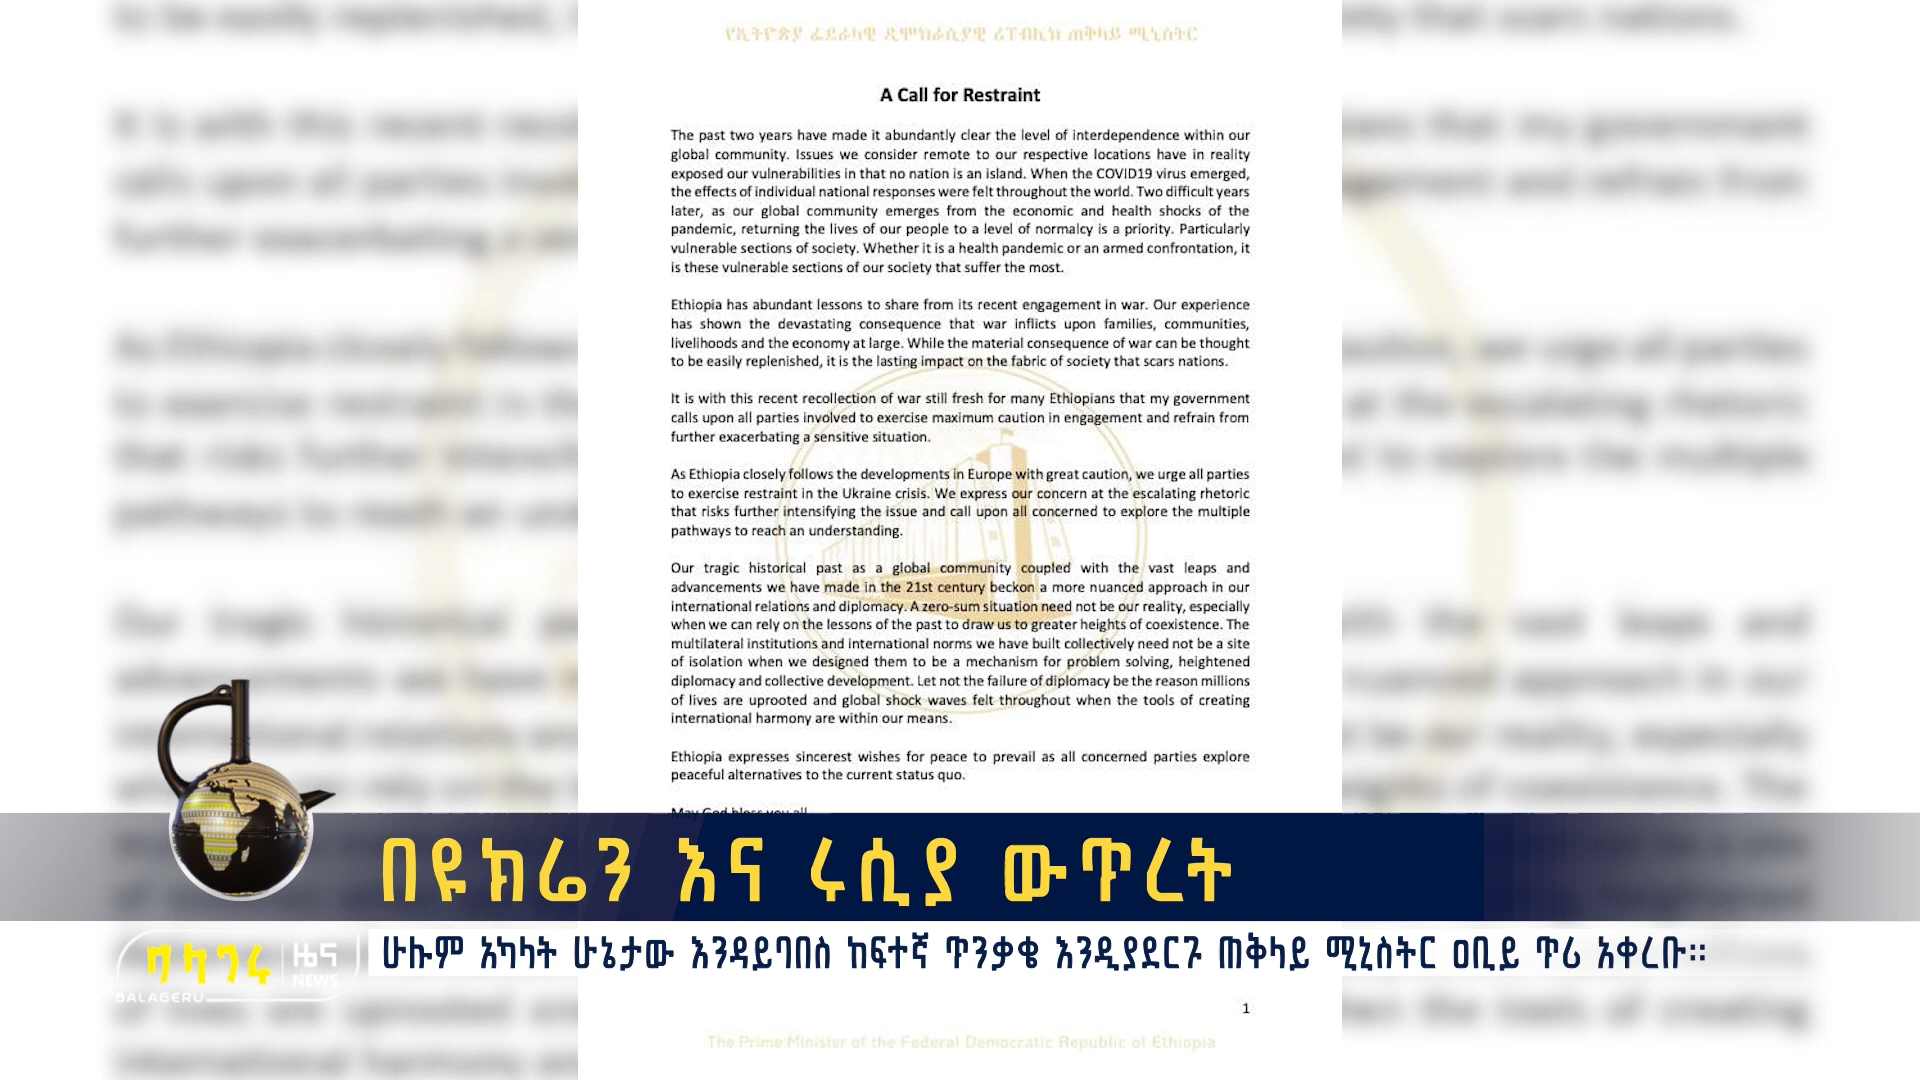 የኢትዮጵያ ፌደራላዊ ዲሞክራሲያዊ ሪፐብሊክ ጠቅላይ ሚኒስትር
A Call for Restraint
The past two years have made it abundantly clear the level of interdependence within our
global community. Issues we consider remote to our respective locations have in reality
exposed our vulnerabilities in that no nation is an island. When the COVID19 virus emerged,
the effects of individual national responses were felt throughout the world. Two difficult years
later, as our global community emerges from the economic and health shocks of the
pandemic, returning the lives of our people to a level of normalcy is a priority. Particularly
vulnerable sections of society. Whether it is a health pandemic or an armed confrontation, it
is these vulnerable sections of our society that suffer the most.
Ethiopia has abundant lessons to share from its recent engagement in war. Our experience
has shown the devastating consequence that war inflicts upon families, communities,
livelihoods and the economy at large. While the material consequence of war can be thought
to be easily replenished, it is the lasting impact on the fabric of society that scars nations.
It is with this recent recollection of war still fresh for many Ethiopians that my government
calls upon all parties involved to exercise maximum caution in engagement and refrain from
further exacerbating a sensitive situation.
As Ethiopia closely follows the developments in Europe with great caution, we urge all parties
to exercise restraint in the Ukraine crisis. We express our concern at the escalating rhetoric
that risks further intensifying the issue and call upon all concerned to explore the multiple
pathways to reach an understanding.
Our tragic historical past as a global community coupled with the vast leaps and
advancements we have made in the 21st century beckon a more nuanced approach in our
international relations and diplomacy. A zero-sum situation need not be our reality, especially
when we can rely on the lessons of the past to draw us to greater heights of coexistence. The
multilateral institutions and international norms we have built collectively need not be a site
of isolation when we designed them to be a mechanism for problem solving, heightened
diplomacy and collective development. Let not the failure of diplomacy be the reason millions
of lives are uprooted and global shock waves felt throughout when the tools of creating
international harmony are within our means.
Ethiopia expresses sincerest wishes for peace to prevail as all concerned parties explore
peaceful alternatives to the current status quo.
May God bless you all
በዩክሬን እና ሩሲያ ውጥረት
ሁሉም አካላት ሁኔታው እንዳይባባስ ከፍተኛ ጥንቃቄ እንዲያደርጉ ጠቅላይ ሚኒስትር ዐቢይ ጥሪ አቀረቡ፡፡
ባላገሩ ዜና
NEWS
BALAGERU
1
The Prime Minister of the Federal Democratic Republic of Ethiopia